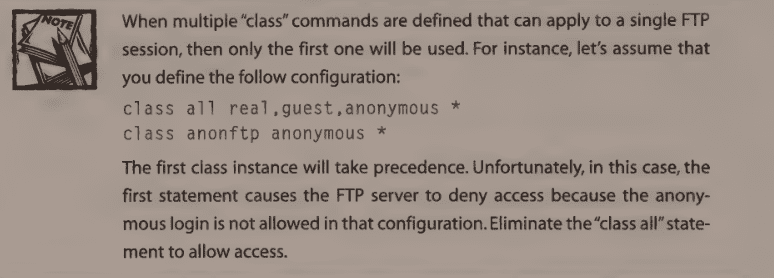 NOTE
When multiple “class” commands are defined that can apply to a single FTP
session, then only the first one will be used. For instance, let’s assume that
you define the follow configuration:
class all real,guest,anonymous *
class anonftp anonymous *
The first class instance will take precedence. Unfortunately, in this case, the
first statement causes the FTP server to deny access because the anony-
mous login is not allowed in that configuration. Eliminate the “class all” state-
ment to allow access.